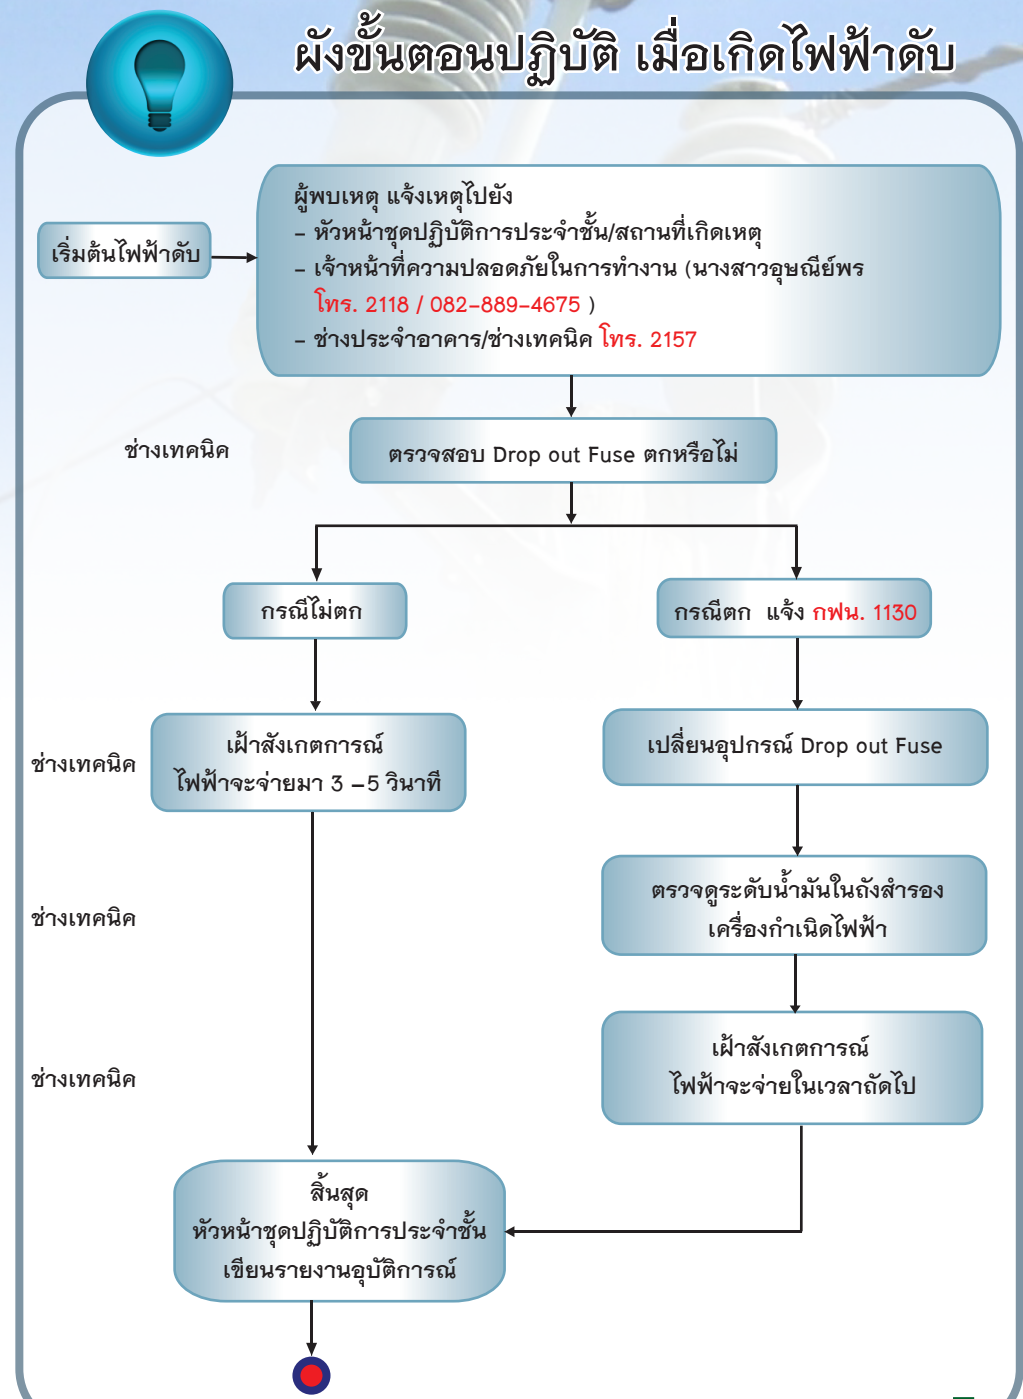 ผังขั้นตอนปฏิบัติ เมื่อเกิดไฟฟ้าดับ
เริ่มต้นไฟฟ้าดับ
ผู้พบเหตุ แจ้งเหตุไปยัง
– หัวหน้าชุดปฏิบัติการประจำชั้น/สถานที่เกิดเหตุ
– เจ้าหน้าที่ความปลอดภัยในการทำงาน (นางสาวอุษณีย์พร
โทร. 2118 / 082-889-4675 )
– ช่างประจำอาคาร/ช่างเทคนิค โทร. 2157
ช่างเทคนิค
ตรวจสอบ Drop out Fuse ตกหรือไม่
กรณีไม่ตก
กรณีตก แจ้ง กฟน. 1130
ช่างเทคนิค
เฝ้าสังเกตการณ์
ไฟฟ้าจะจ่ายมา 3 –5 วินาที
เปลี่ยนอุปกรณ์ Drop out Fuse
ช่างเทคนิค
ตรวจดูระดับน้ำมันในถังสำรอง
เครื่องกำเนิดไฟฟ้า
ช่างเทคนิค
เฝ้าสังเกตการณ์
ไฟฟ้าจะจ่ายในเวลาถัดไป
สิ้นสุด
หัวหน้าชุดปฏิบัติการประจำชั้น
เขียนรายงานอุบัติการณ์